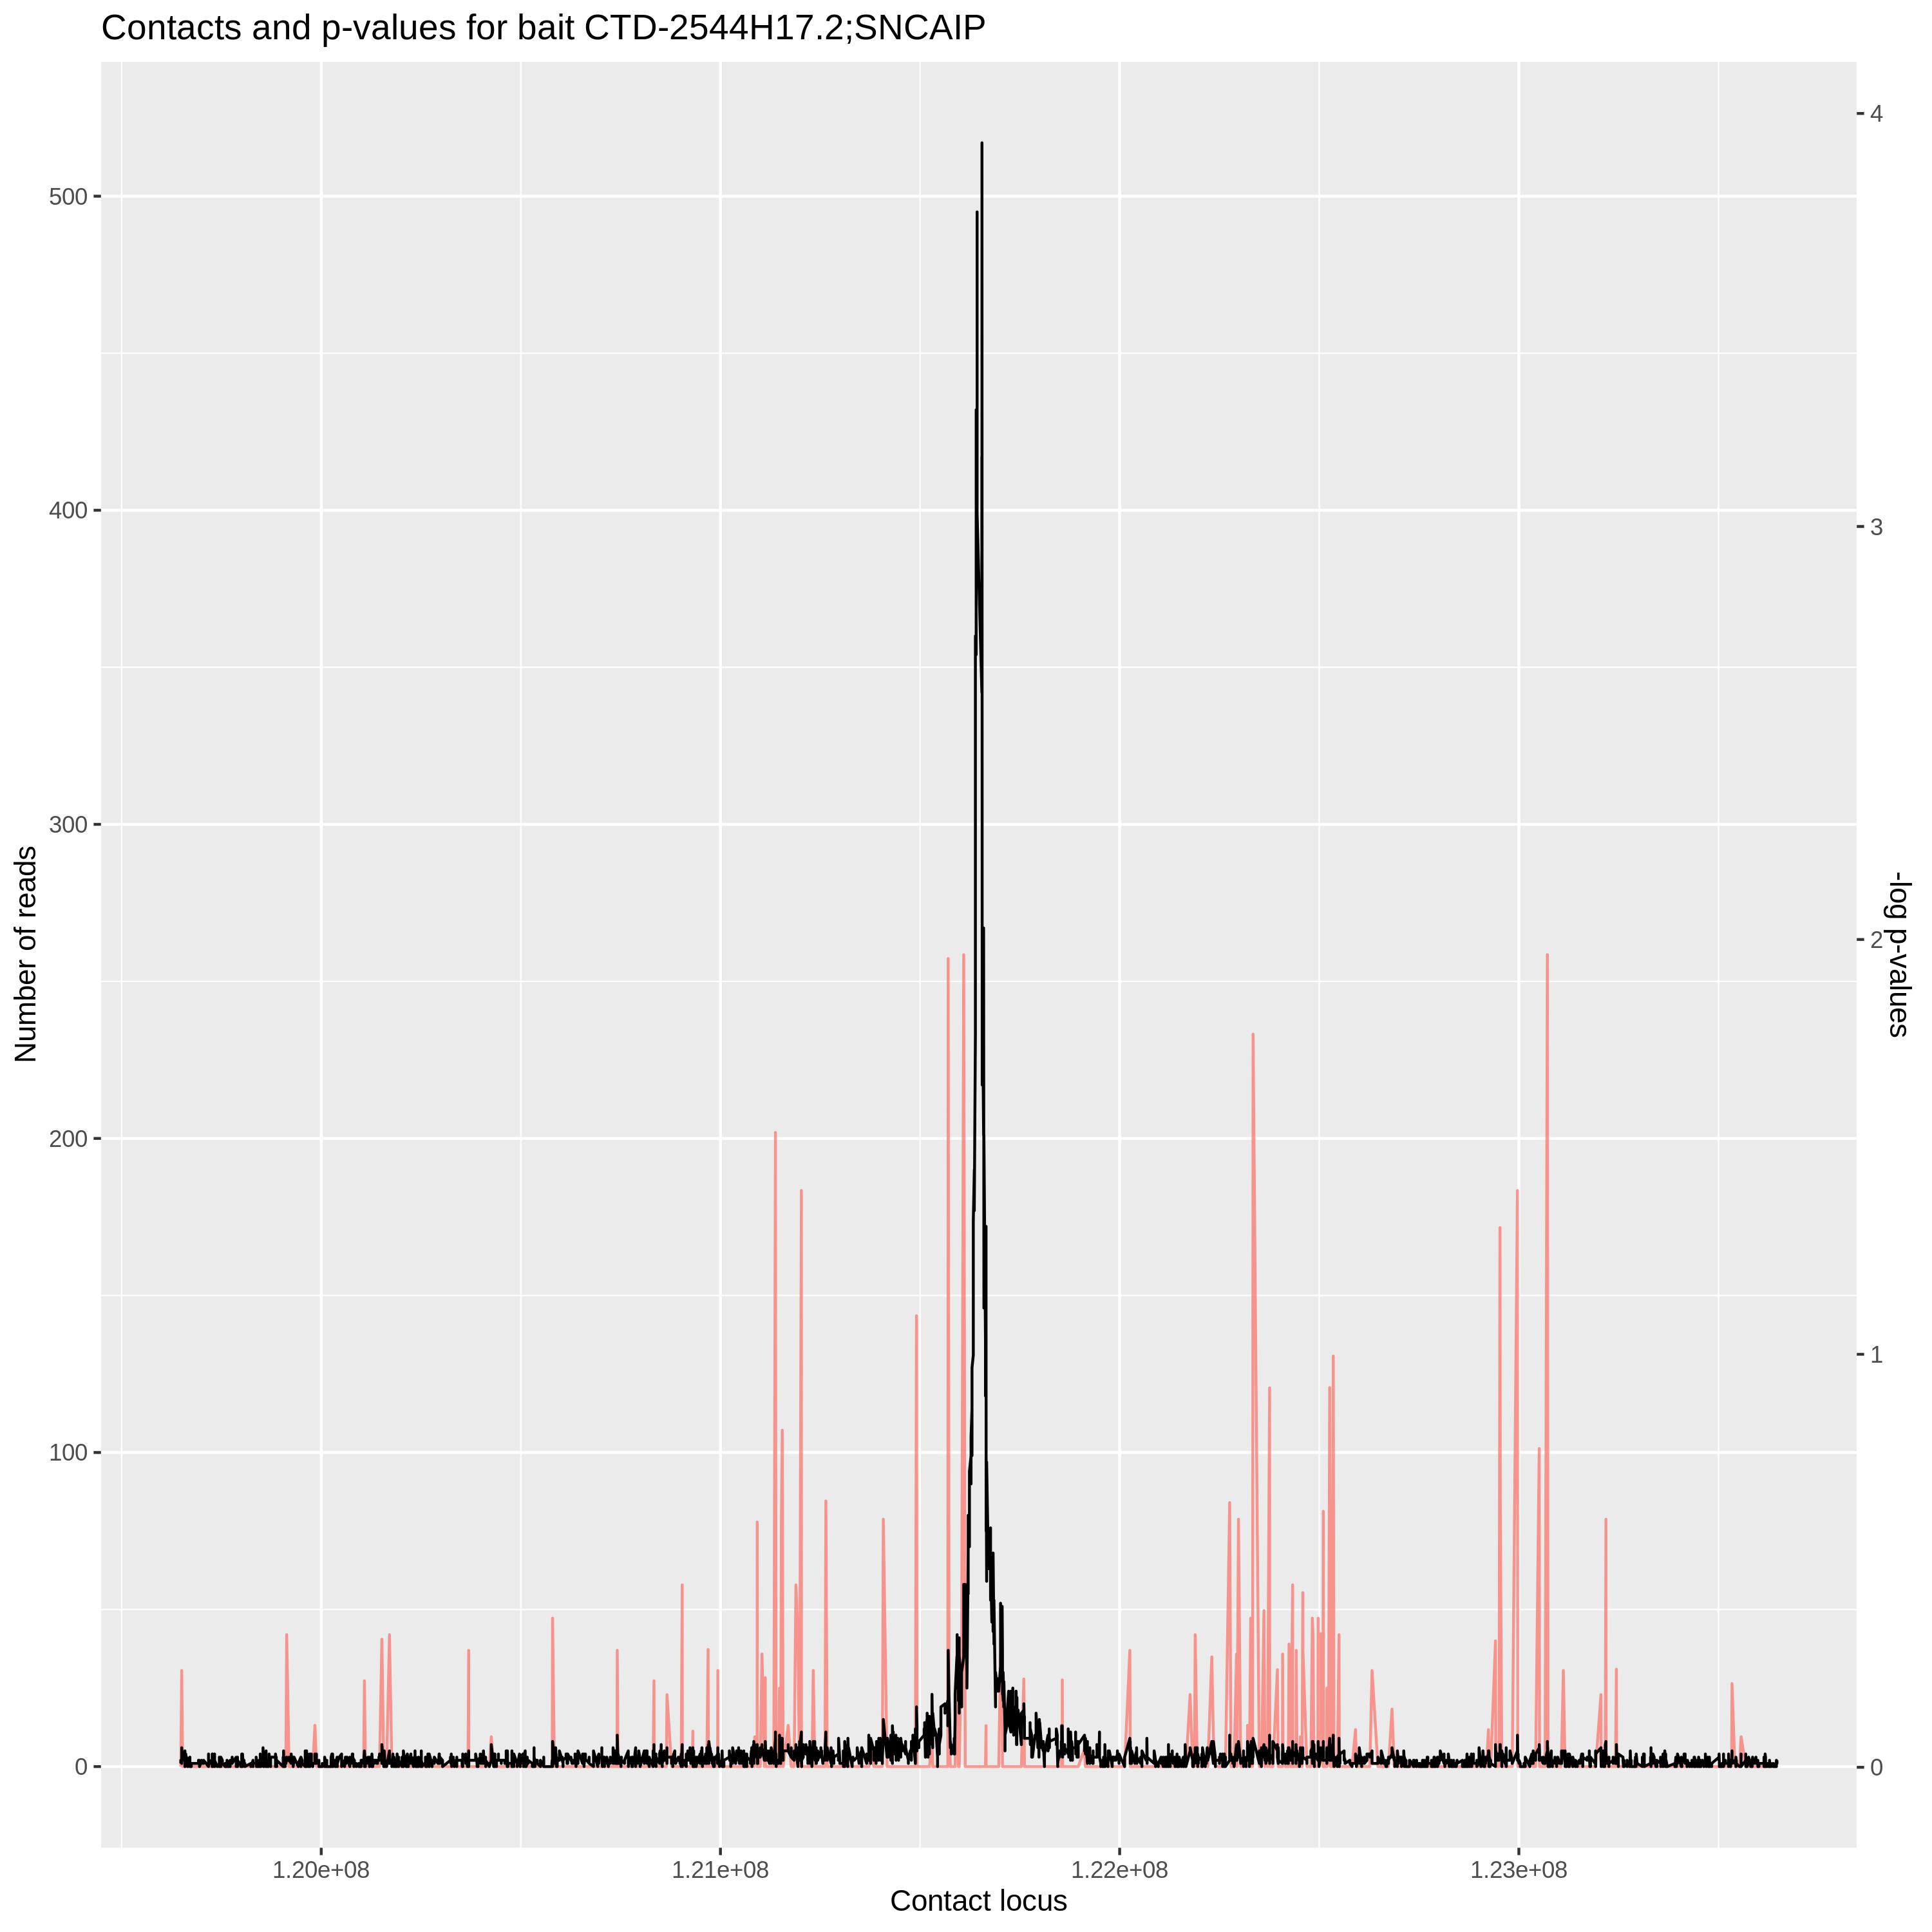 Contacts and p-values for bait CTD-2544H17.2;SNCAIP
Number of reads
500
400
300
200
100
0
4
3
2
1
0
-log p-values
1.20e+08 1.21e+08 1.22e+08 1.23e+08
Contact locus